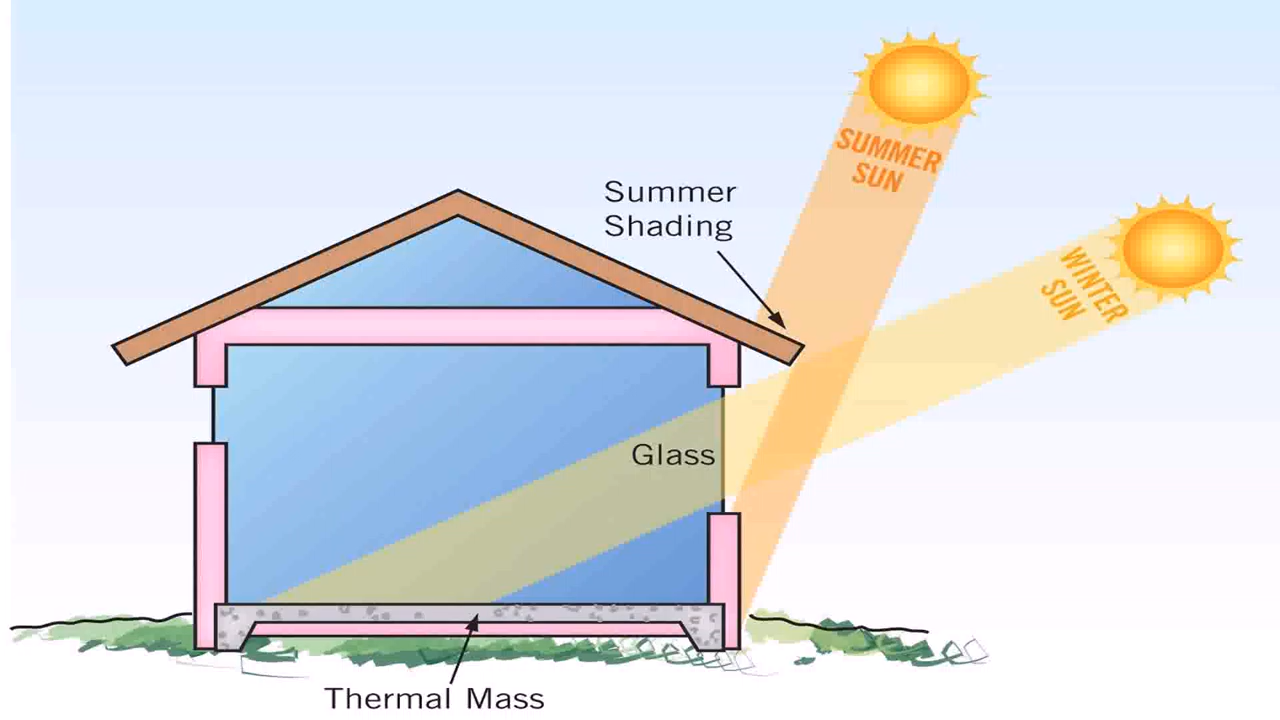 SUMMER
SUN
Summer
Shading
WINTER
SUN
Glass
Thermal Mass